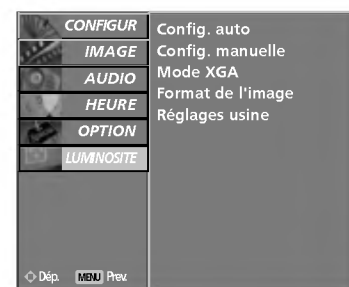 CONFIGUR
IMAGE
AUDIO
HEURE
OPTION
LUMINOSITE
Config. auto
Config. manuelle
Mode XGA
Format de l'image
Réglages usine
Dép. MENU Prev.